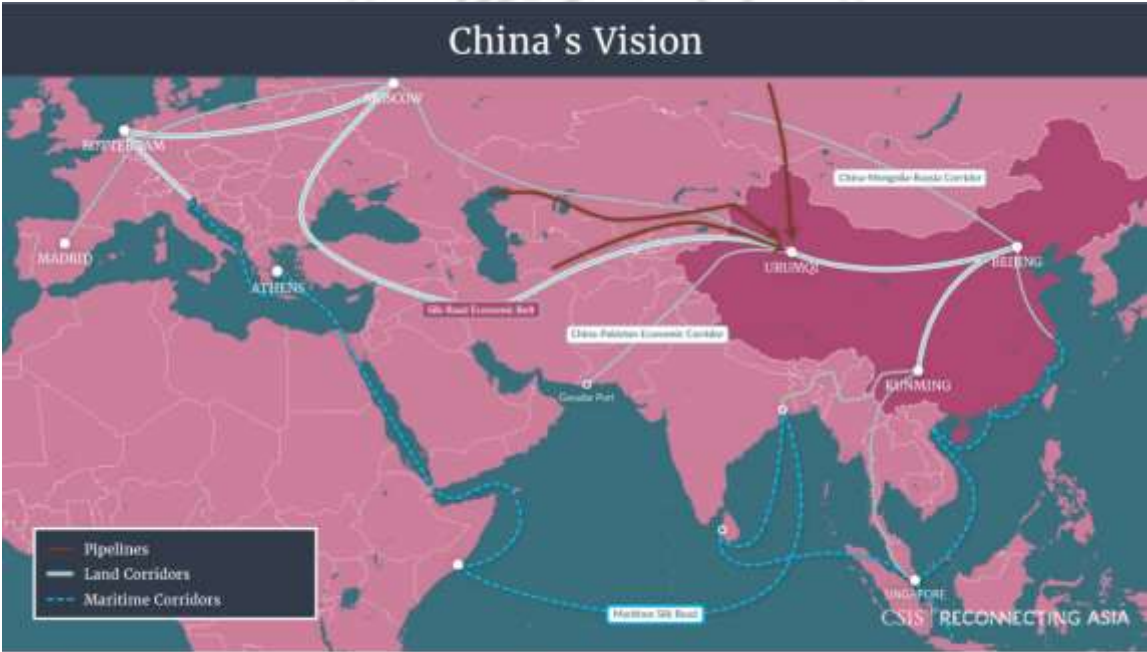 China's Vision
MOSCOW
ROTTERDAM
China-Mongolia-Russia Corridor
MADRID
ATHENS
URUMQI
BEIJING
Silk Road Economic Belt
China-Pakistan Economic Corridor
Gwadar Port
KUNMING
Pipelines
Land Corridors
Maritime Corridors
SINGAPORE
Maritime Silk Road
CSIS | RECONNECTING ASIA